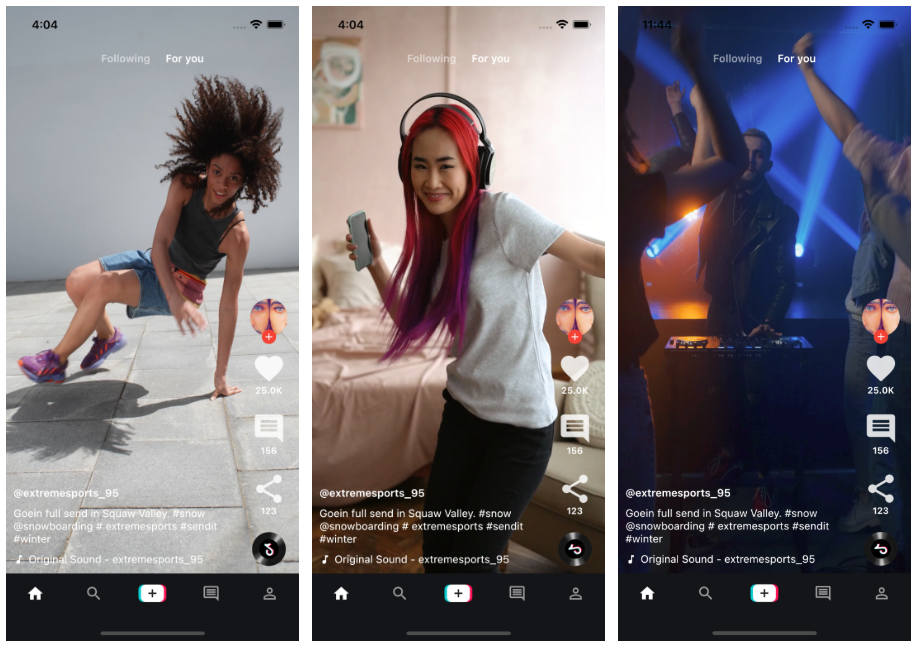 4:04
Following For you
25.0K
156
@extremesports_95
123
Goein full send in Squaw Valley. #snow
@snowboarding # extremesports #sendit
#winter
Original Sound - extremesports_95
4:04
Following For you
25.0K
156
@extremesports_95
123
Goein full send in Squaw Valley. #snow
@snowboarding # extremesports #sendit
#winter
Original Sound - extremesports_95
11:44
Following For you
25.0K
156
@extremesports_95
123
Goein full send in Squaw Valley. #snow
@snowboarding # extremesports #sendit
#winter
Original Sound - extremesports_95